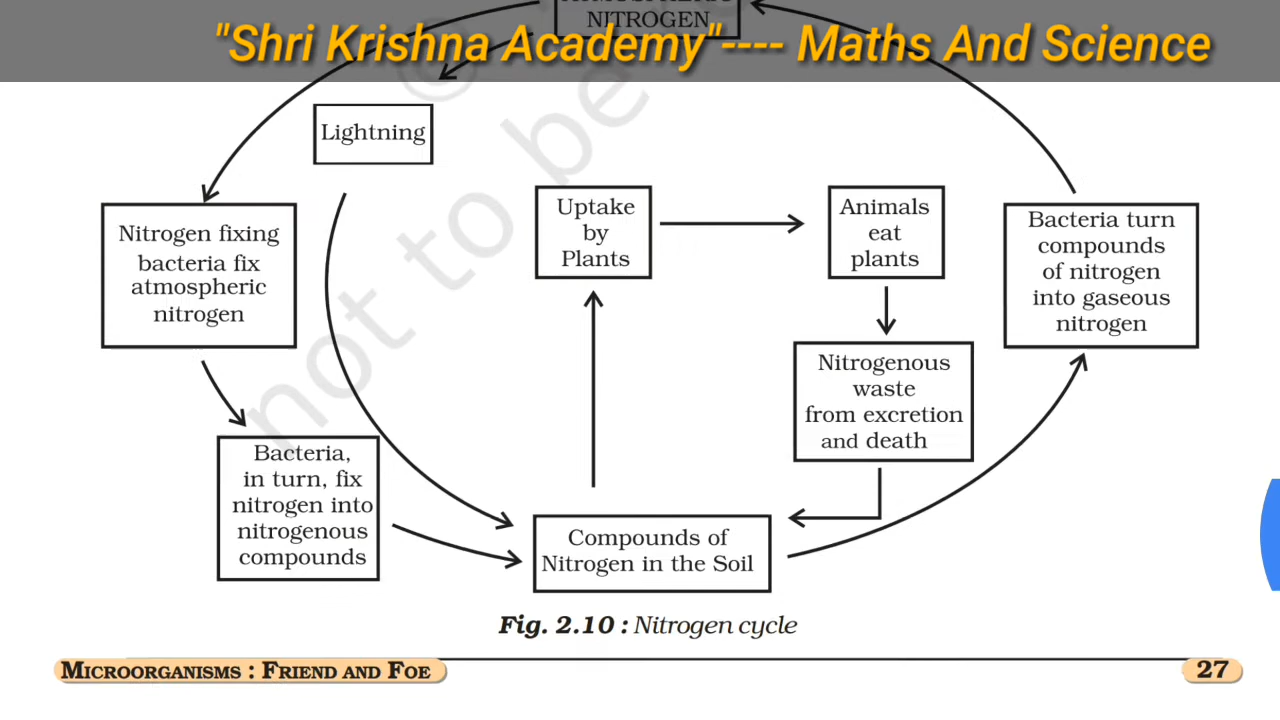 NITROGEN
"Shri Krishna Academy"---- Maths And Science
Lightning
Nitrogen fixing
bacteria fix
atmospheric
nitrogen
Uptake
by
Plants
Animals
eat
plants
Bacteria turn
compounds
of nitrogen
into gaseous
nitrogen
Nitrogenous
waste
from excretion
and death
Bacteria,
in turn, fix
nitrogen into
nitrogenous
compounds
Compounds of
Nitrogen in the Soil
Fig. 2.10 : Nitrogen cycle
MICROORGANISMS : FRIEND AND FOE
27
© not to be